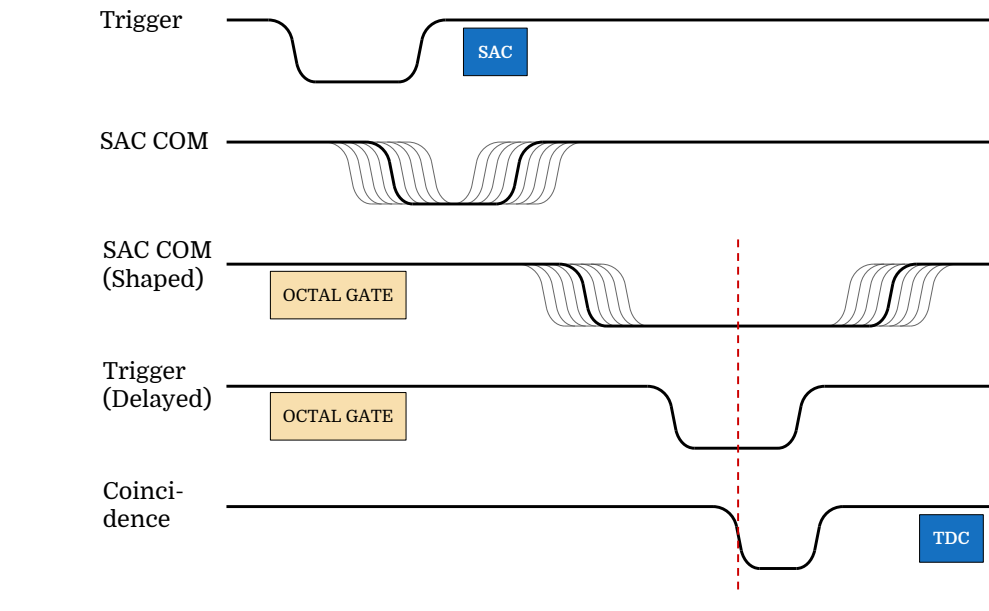 Trigger
SAC
SAC COM
SAC COM
(Shaped)
OCTAL GATE
Trigger
(Delayed)
OCTAL GATE
Coinci-
dence
TDC